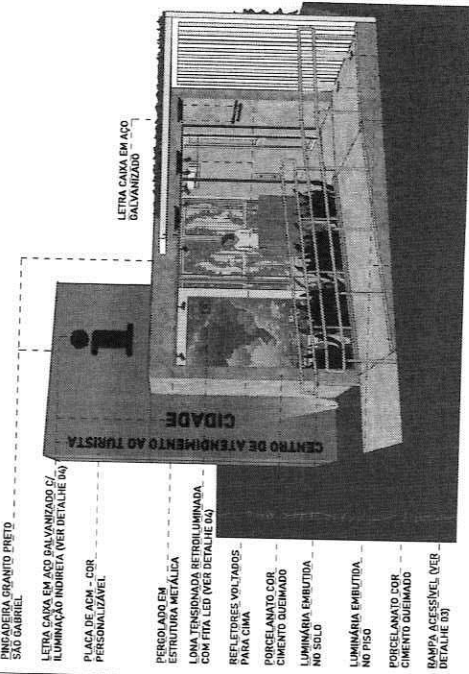 PINGADEIRA GRANITO PRETO
SÃO GABRIEL
LETRA CAIXA EM AÇO GALVANIZADO C/
ILUMINAÇÃO INDIRETA (VER DETALHE 04)
PLACA DE ACM - COR
PERSONALIZÁVEL
PERGOLADO EM
ESTRUTURA METÁLICA
LONA TENSIONADA RETROILUMINADA
COM FITA LED (VER DETALHE 04)
REFLETORES VOLTADOS
PARA CIMA
PORCELANATO COR
CIMENTO QUEIMADO
LUMINÁRIA EMBUTIDA
NO SOLO
LUMINÁRIA EMBUTIDA
NO PISO
PORCELANATO COR
CIMENTO QUEIMADO
RAMPA ACESSÍVEL (VER
DETALHE 03)
LETRA CAIXA EM AÇO
GALVANIZADO
i
CENTRO DE ATENDIMENTO AO TURISTA
CIDADE